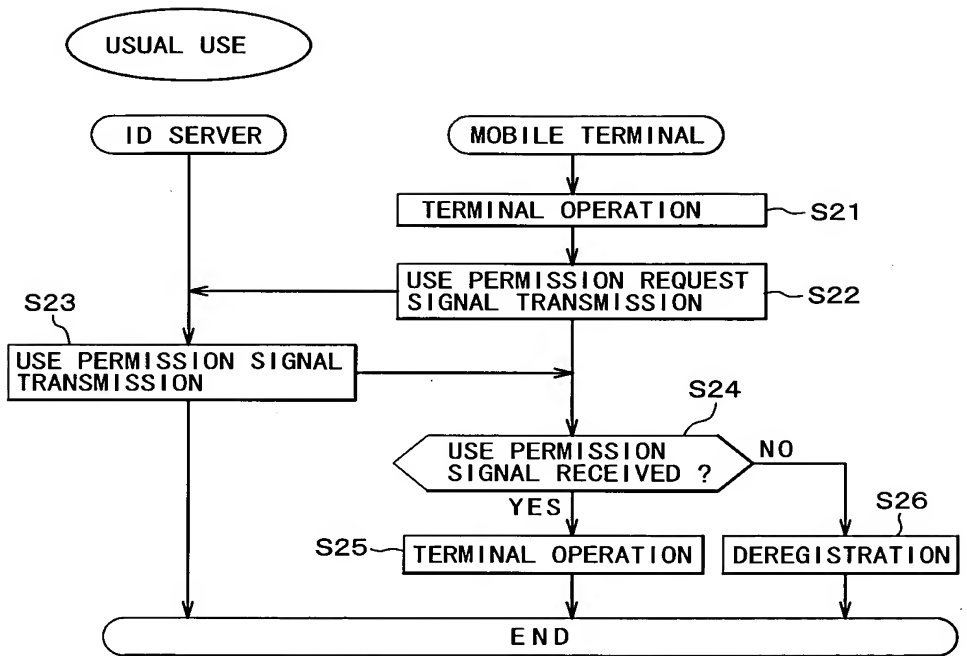 USUAL USE
ID SERVER
MOBILE TERMINAL
TERMINAL OPERATION
S21
USE PERMISSION REQUEST
SIGNAL TRANSMISSION
S22
S23
USE PERMISSION SIGNAL
TRANSMISSION
S24
USE PERMISSION
SIGNAL RECEIVED ?
NO
YES
S26
S25
TERMINAL OPERATION
DEREGISTRATION
END